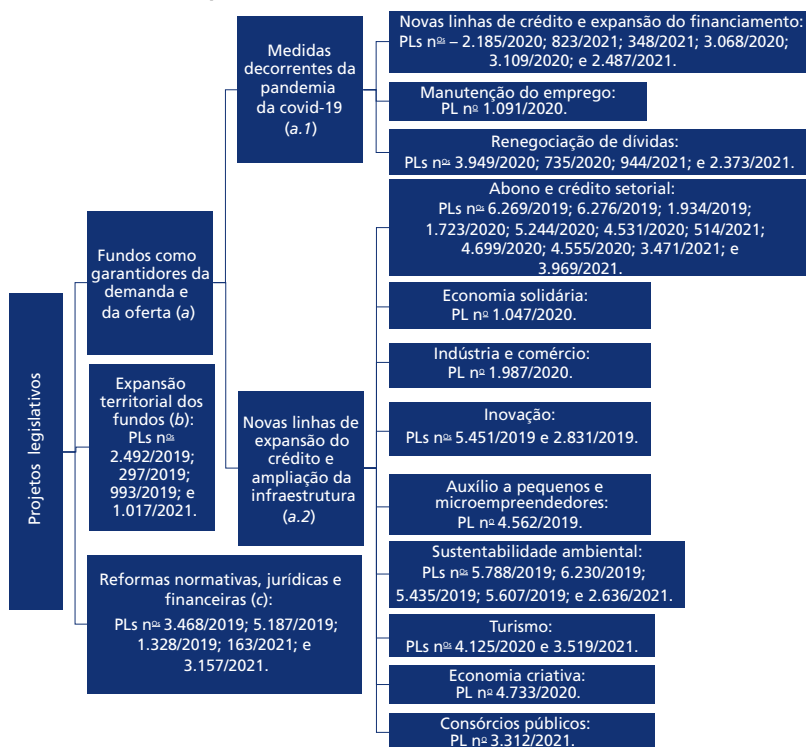 Projetos legislativos
Fundos como
garantidores da
demanda e
da oferta (a)
Medidas
decorrentes da
pandemia
da covid-19
(a.1)
Novas linhas de crédito e expansão do financiamento:
PLs nºs – 2.185/2020; 823/2021; 348/2021; 3.068/2020;
3.109/2020; e 2.487/2021.
Manutenção do emprego:
PL nº 1.091/2020.
Renegociação de dívidas:
PLs nºs 3.949/2020; 735/2020; 944/2021; e 2.373/2021.
Novas linhas de
expansão do
crédito e
ampliação da
infraestrutura
(a.2)
Abono e crédito setorial:
PLs nºs 6.269/2019; 6.276/2019; 1.934/2019;
1.723/2020; 5.244/2020; 4.531/2020; 514/2021;
4.699/2020; 4.555/2020; 3.471/2021; e
3.969/2021.
Economia solidária:
PL nº 1.047/2020.
Indústria e comércio:
PL nº 1.987/2020.
Inovação:
PLs nºs 5.451/2019 e 2.831/2019.
Auxílio a pequenos e
microempreendedores:
PL nº 4.562/2019.
Sustentabilidade ambiental:
PLs nºs 5.788/2019; 6.230/2019;
5.435/2019; 5.607/2019; e 2.636/2021.
Turismo:
PLs nºs 4.125/2020 e 3.519/2021.
Economia criativa:
PL nº 4.733/2020.
Consórcios públicos:
PL nº 3.312/2021.
Expansão
territorial dos
fundos (b):
PLs nºs
2.492/2019;
297/2019;
993/2019; e
1.017/2021.
Reformas normativas, jurídicas e
financeiras (c):
PLs nºs 3.468/2019; 5.187/2019;
1.328/2019; 163/2021; e
3.157/2021.